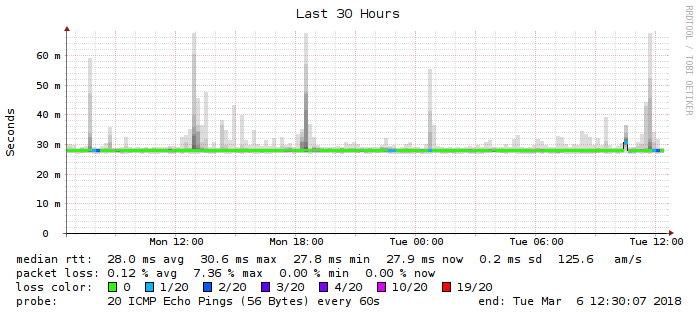 Last 30 Hours
RRDTOOL / TOBI OETIKER
Seconds
60 m
50 m
40 m
30 m
20 m
10 m
0
Mon 12:00 Mon 18:00 Tue 00:00 Tue 06:00 Tue 12:00
median rtt: 28.0 ms avg 30.6 ms max 27.8 ms min 27.9 ms now 0.2 ms sd 125.6 am/s
packet loss: 0.12 % avg 7.36 % max 0.00 % min 0.00 % now
loss color: 0 1/20 2/20 3/20 4/20 10/20 19/20
probe: 20 ICMP Echo Pings (56 Bytes) every 60s end: Tue Mar 6 12:30:07 2018